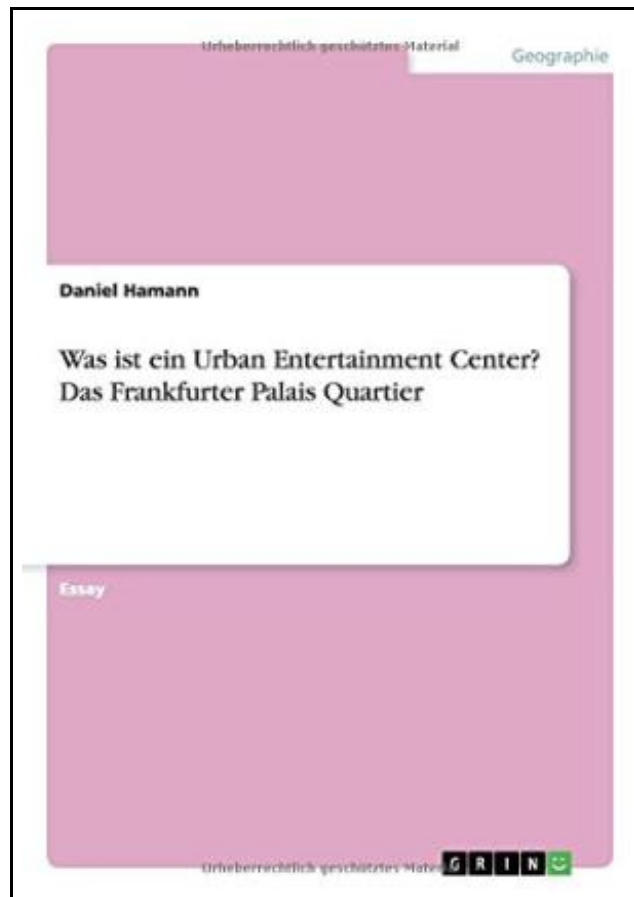 Urheberrechtlich geschütztes Material
Geographie
Daniel Hamann
Was ist ein Urban Entertainment Center?
Das Frankfurter Palais Quartier
Essay
Urheberrechtlich geschütztes Mate
GRIN